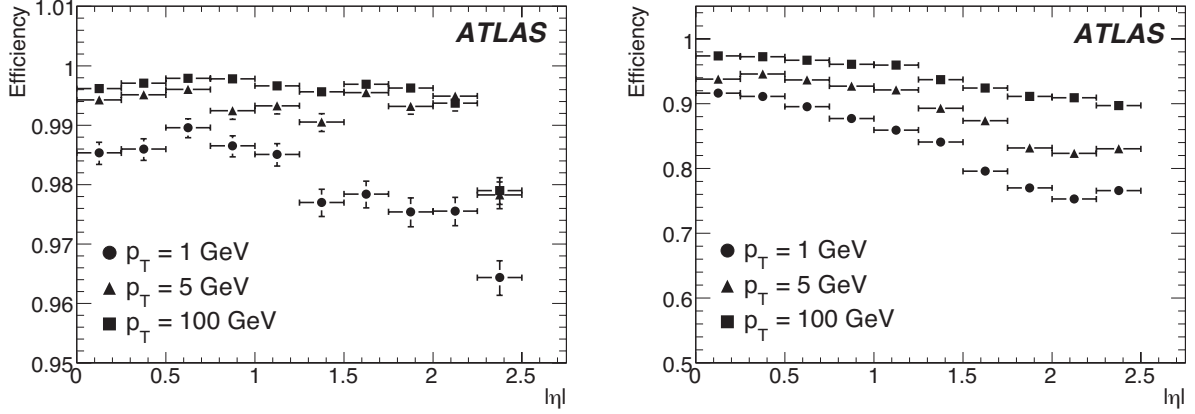 Efficiency
ATLAS
1.01
1
0.99
0.98
0.97
0.96
0.95
p_T = 1 GeV
p_T = 5 GeV
p_T = 100 GeV
0 0.5 1 1.5 2 2.5
|η|
Efficiency
ATLAS
1
0.9
0.8
0.7
0.6
0.5
p_T = 1 GeV
p_T = 5 GeV
p_T = 100 GeV
0 0.5 1 1.5 2 2.5
|η|